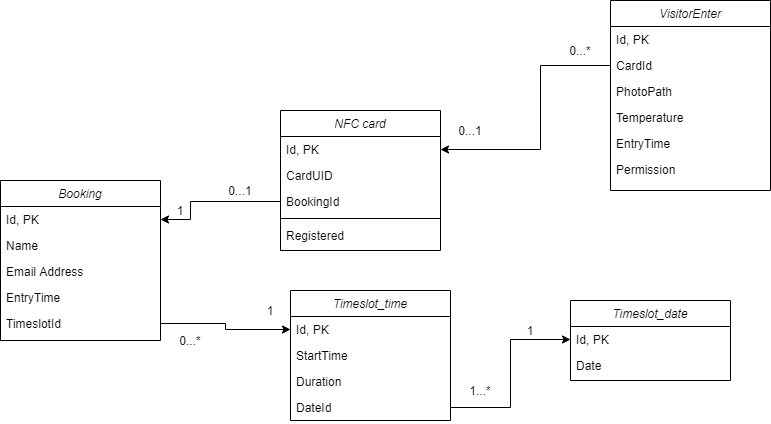 VisitorEnter
Id, PK
CardId
PhotoPath
Temperature
EntryTime
Permission
0...*
0...1
NFC card
Id, PK
CardUID
BookingId
Registered
0...1
1
Booking
Id, PK
Name
Email Address
EntryTime
TimeslotId
0...*
1
Timeslot_time
Id, PK
StartTime
Duration
DateId
1...*
1
Timeslot_date
Id, PK
Date